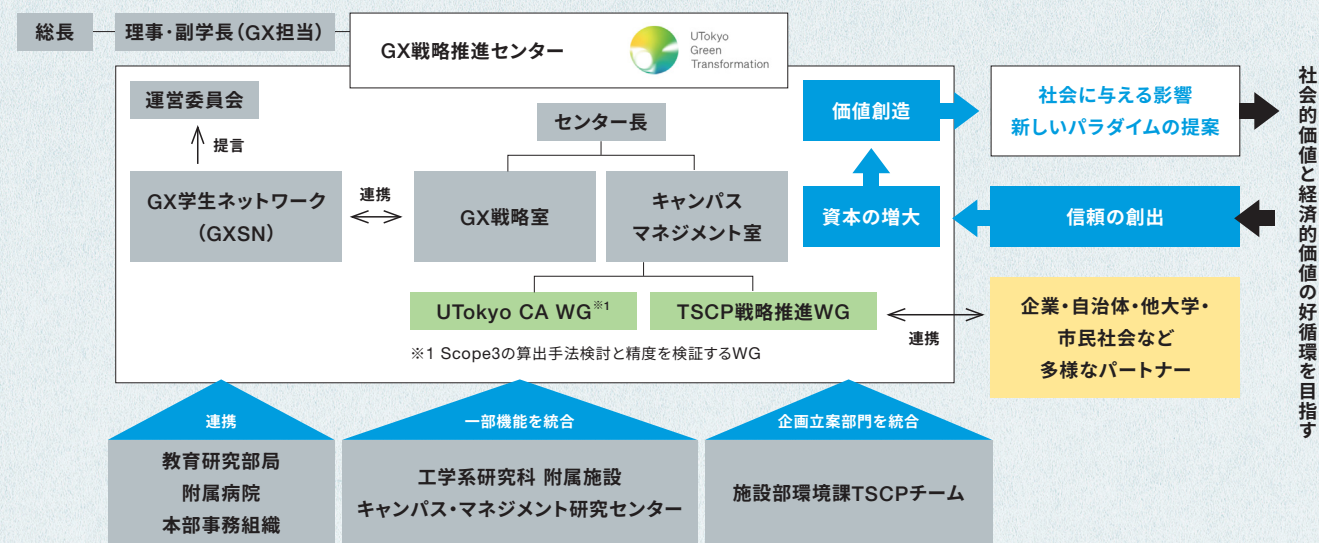 総長
理事・副学長（GX担当）
GX戦略推進センター
UTokyo
Green
Transformation
運営委員会
提言
GX学生ネットワーク
（GXSN）
連携
センター長
GX戦略室
キャンパス
マネジメント室
UTokyo CA WG※1
TSCP戦略推進WG
※1 Scope3の算出手法検討と精度を検証するWG
価値創造
資本の増大
社会に与える影響
新しいパラダイムの提案
信頼の創出
連携
企業・自治体・他大学・
市民社会など
多様なパートナー
社会的価値と経済的価値の好循環を目指す
連携
教育研究部局
附属病院
本部事務組織
一部機能を統合
工学系研究科 附属施設
キャンパス・マネジメント研究センター
企画立案部門を統合
施設部環境課TSCPチーム